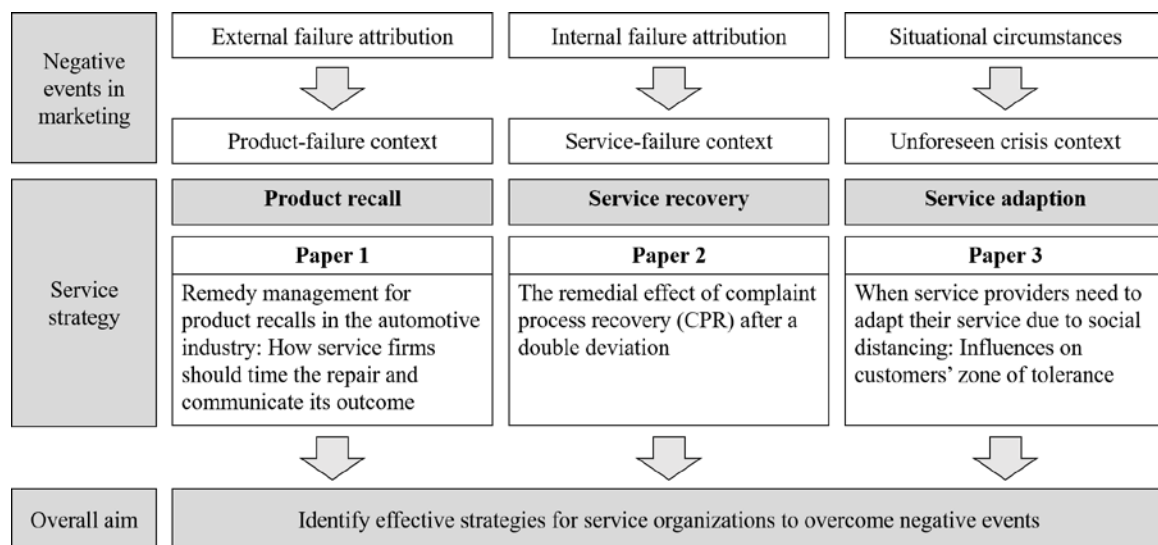 Negative
events in
marketing
External failure attribution
Internal failure attribution
Situational circumstances
Product-failure context
Service-failure context
Unforeseen crisis context
Service
strategy
Product recall
Service recovery
Service adaption
Paper 1
Remedy management for
product recalls in the automotive
industry: How service firms
should time the repair and
communicate its outcome
Paper 2
The remedial effect of complaint
process recovery (CPR) after a
double deviation
Paper 3
When service providers need to
adapt their service due to social
distancing: Influences on
customers’ zone of tolerance
Overall aim
Identify effective strategies for service organizations to overcome negative events